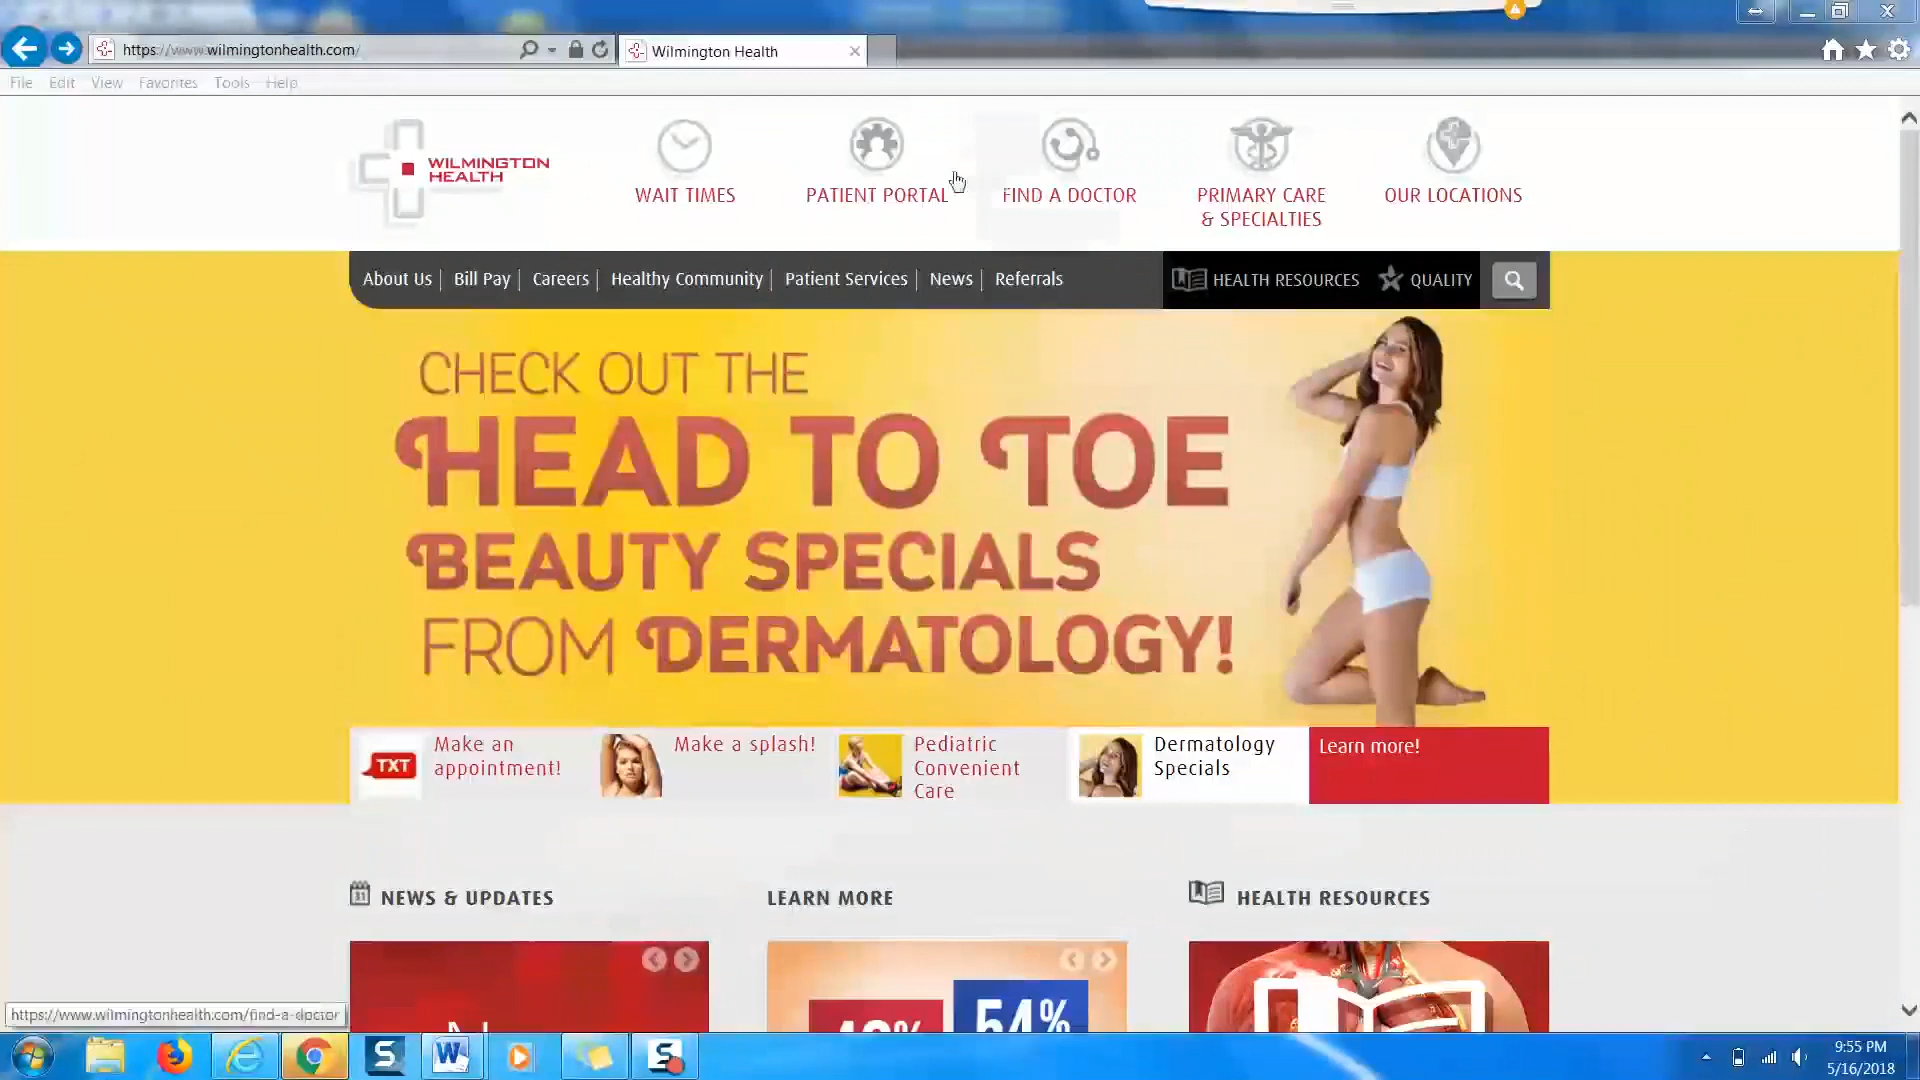 https://www.wilmingtonhealth.com/
Wilmington Health
File Edit View Favorites Tools Help
WILMINGTON
HEALTH
WAIT TIMES
PATIENT PORTAL
FIND A DOCTOR
PRIMARY CARE
& SPECIALTIES
OUR LOCATIONS
About Us
Bill Pay
Careers
Healthy Community
Patient Services
News
Referrals
HEALTH RESOURCES
QUALITY
CHECK OUT THE
HEAD TO TOE
BEAUTY SPECIALS
FROM DERMATOLOGY!
TXT
Make an
appointment!
Make a splash!
Pediatric
Convenient
Care
Dermatology
Specials
Learn more!
31
NEWS & UPDATES
LEARN MORE
HEALTH RESOURCES
54%
https://www.wilmingtonhealth.com/find-a-doctor
9:55 PM
5/16/2018